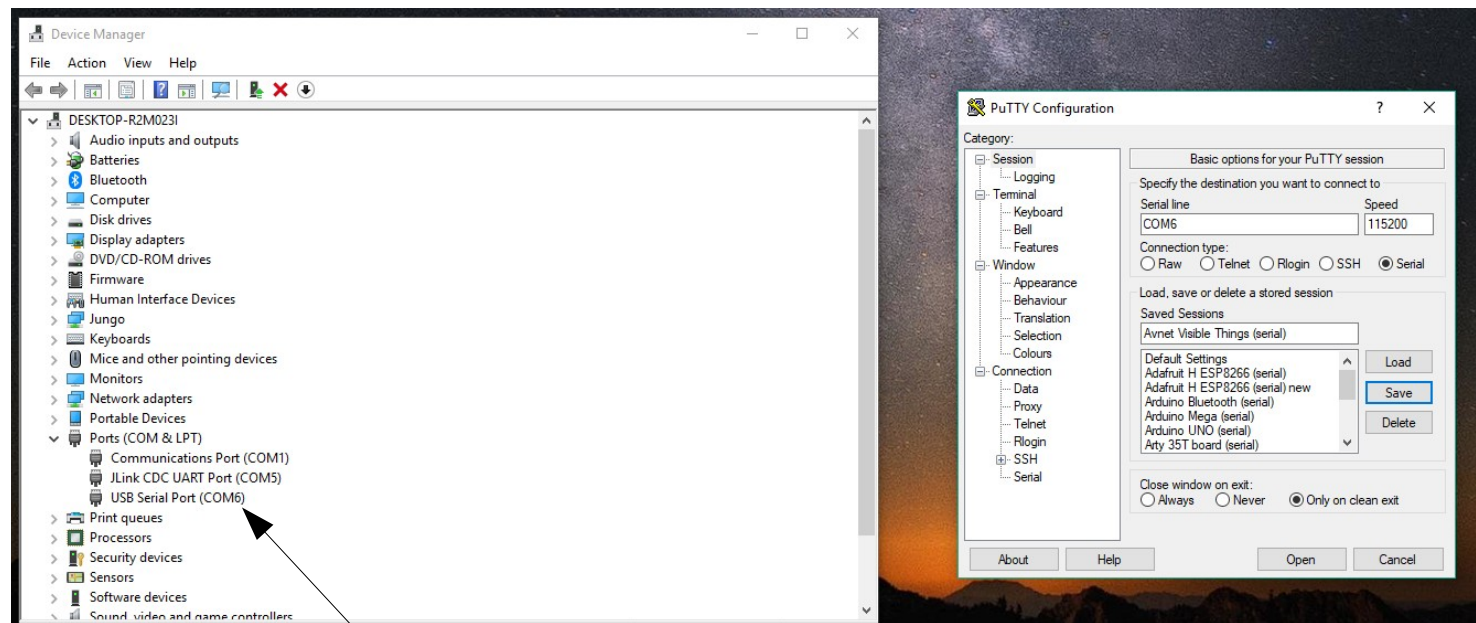 Device Manager
File Action View Help
DESKTOP-R2M023I
Audio inputs and outputs
Batteries
Bluetooth
Computer
Disk drives
Display adapters
DVD/CD-ROM drives
Firmware
Human Interface Devices
Jungo
Keyboards
Mice and other pointing devices
Monitors
Network adapters
Portable Devices
Ports (COM & LPT)
Communications Port (COM1)
JLink CDC UART Port (COM5)
USB Serial Port (COM6)
Print queues
Processors
Security devices
Sensors
Software devices
Sound, video and game controllers
PuTTY Configuration
Category:
Session
Logging
Terminal
Keyboard
Bell
Features
Window
Appearance
Behaviour
Translation
Selection
Colours
Connection
Data
Proxy
Telnet
Rlogin
SSH
Serial
Basic options for your PuTTY session
Specify the destination you want to connect to
Serial line Speed
COM6 115200
Connection type:
Raw Telnet Rlogin SSH Serial
Load, save or delete a stored session
Saved Sessions
Avnet Visible Things (serial)
Default Settings
Adafruit H ESP8266 (serial)
Adafruit H ESP8266 (serial) new
Arduino Bluetooth (serial)
Arduino Mega (serial)
Arduino UNO (serial)
Arty 35T board (serial)
Load
Save
Delete
Close window on exit:
Always Never Only on clean exit
About Help Open Cancel